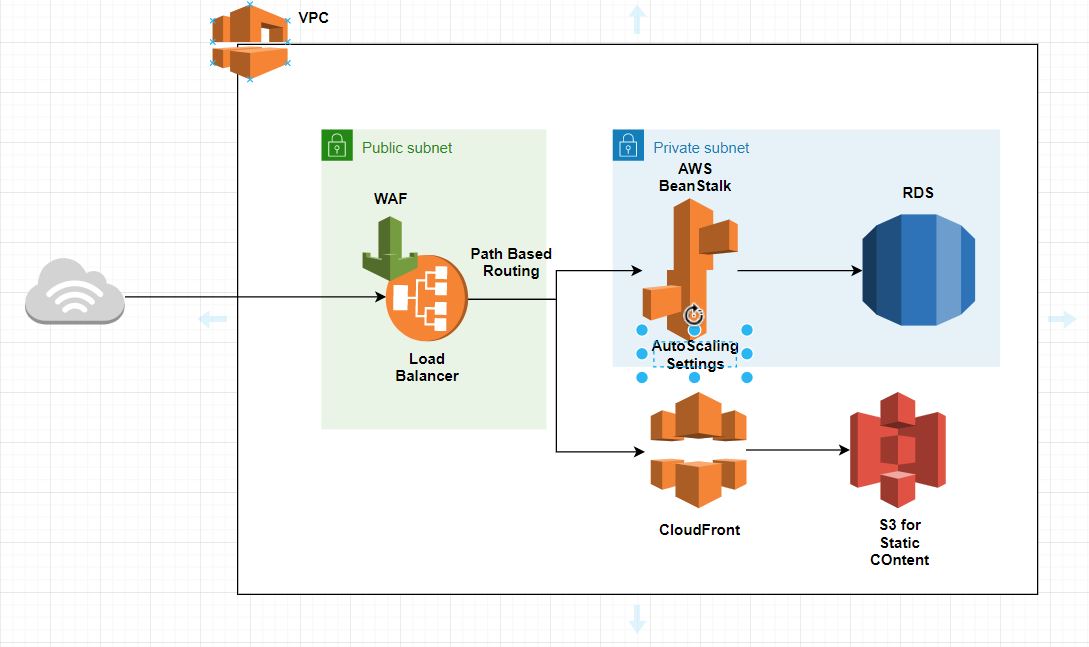 VPC
Public subnet
Private subnet
WAF
AWS
BeanStalk
RDS
Path Based
Routing
AutoScaling
Settings
Load
Balancer
CloudFront
S3 for
Static
COntent